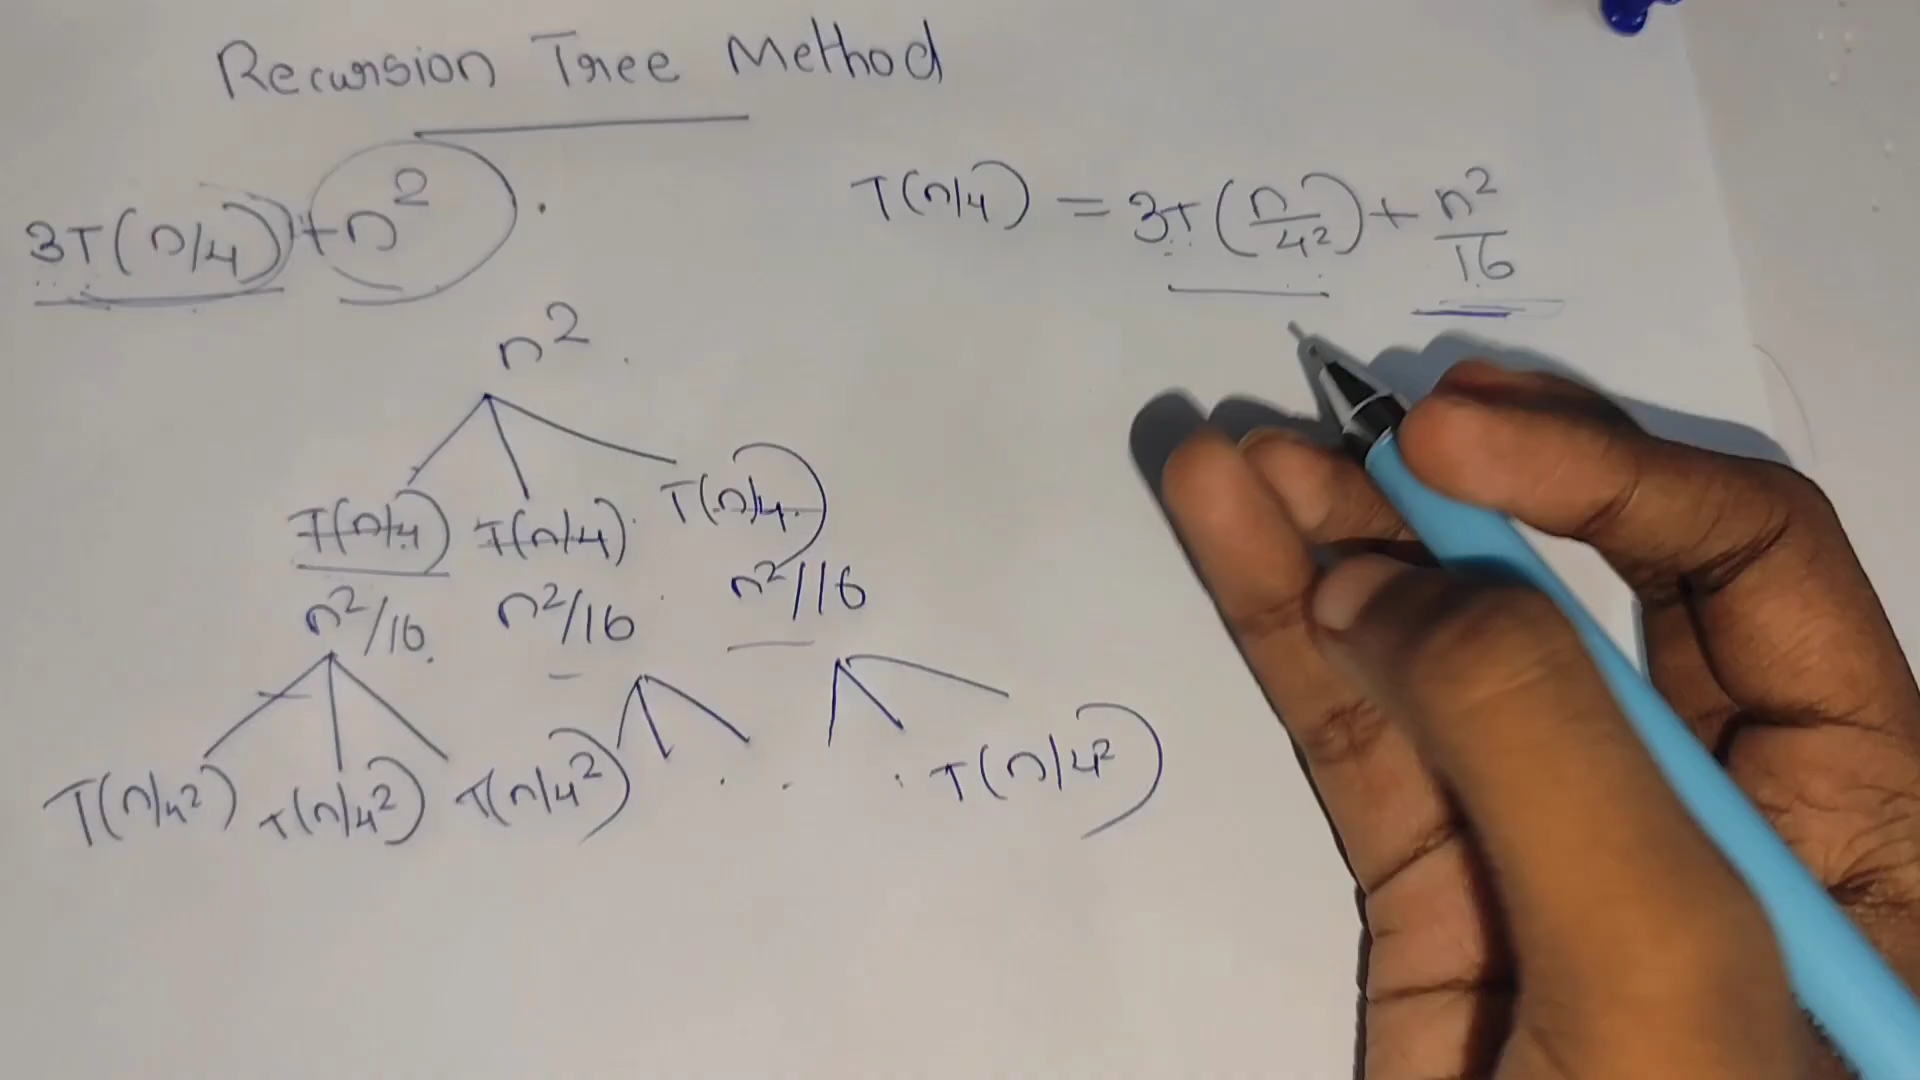 Recursion Tree Method
3T(n/4) + n² .
T(n/4) = 3T(n/4²) + n²/16
n²
T(n/4) T(n/4) T(n/4)
n²/16 n²/16 n²/16
T(n/4²) T(n/4²) T(n/4²) . . . T(n/4²)